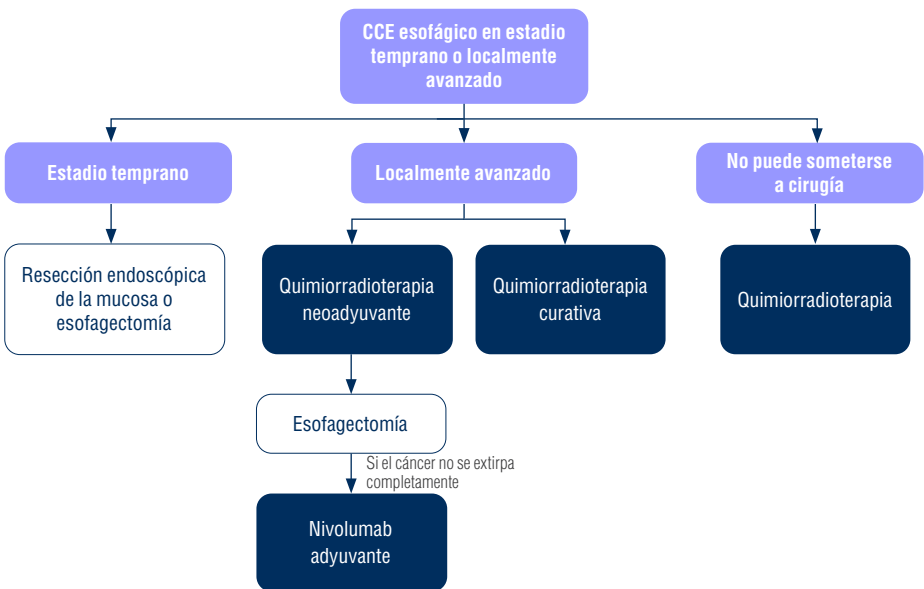 CCE esofágico en estadio
temprano o localmente
avanzado
Estadio temprano
Localmente avanzado
No puede someterse
a cirugía
Resección endoscópica
de la mucosa o
esofagectomía
Quimiorradioterapia
neoadyuvante
Quimiorradioterapia
curativa
Quimiorradioterapia
Esofagectomía
Si el cáncer no se extirpa
completamente
Nivolumab
adyuvante